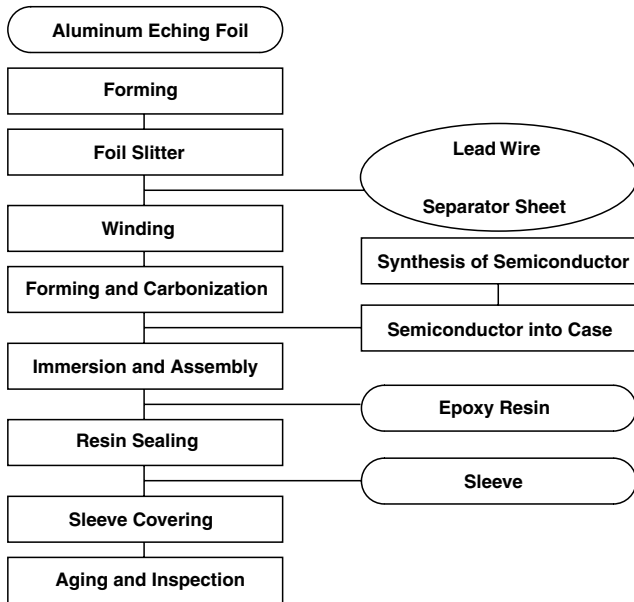 Aluminum Eching Foil
Forming
Foil Slitter
Lead Wire
Separator Sheet
Winding
Synthesis of Semiconductor
Forming and Carbonization
Semiconductor into Case
Immersion and Assembly
Epoxy Resin
Resin Sealing
Sleeve
Sleeve Covering
Aging and Inspection